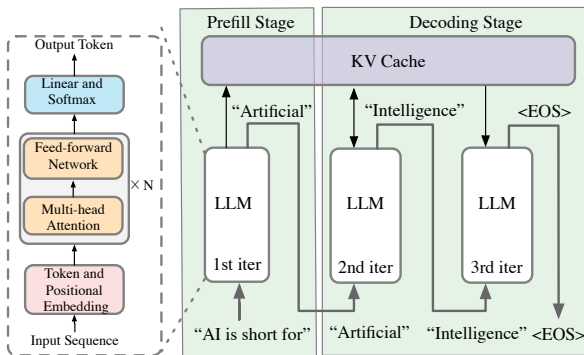 Prefill Stage
Decoding Stage
Output Token
Linear and
Softmax
Feed-forward
Network
Multi-head
Attention
× N
Token and
Positional
Embedding
Input Sequence
KV Cache
“Artificial”
“Intelligence”
<EOS>
LLM
LLM
LLM
1st iter
2nd iter
3rd iter
“AI is short for”
“Artificial”
“Intelligence”
<EOS>